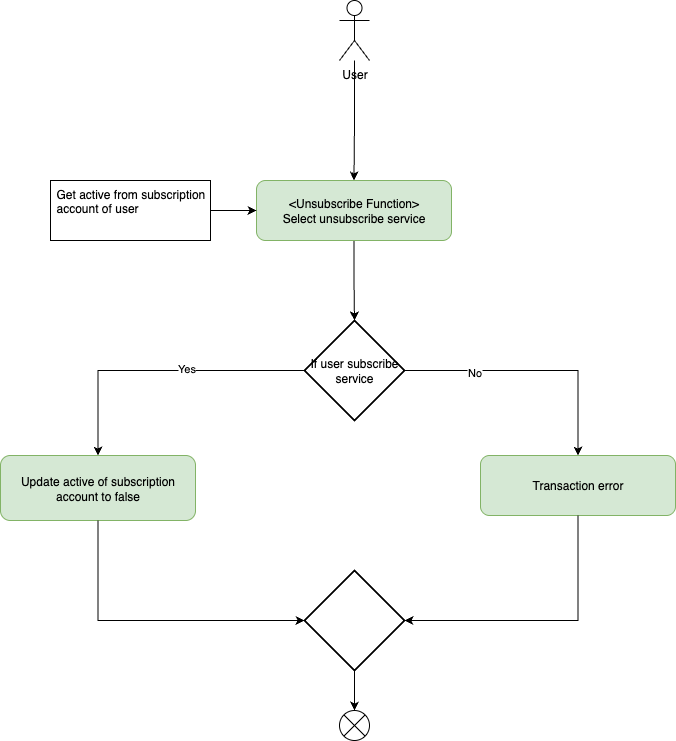 User
Get active from subscription
account of user
<Unsubscribe Function>
Select unsubscribe service
If user subscribe
service
Yes
No
Update active of subscription
account to false
Transaction error